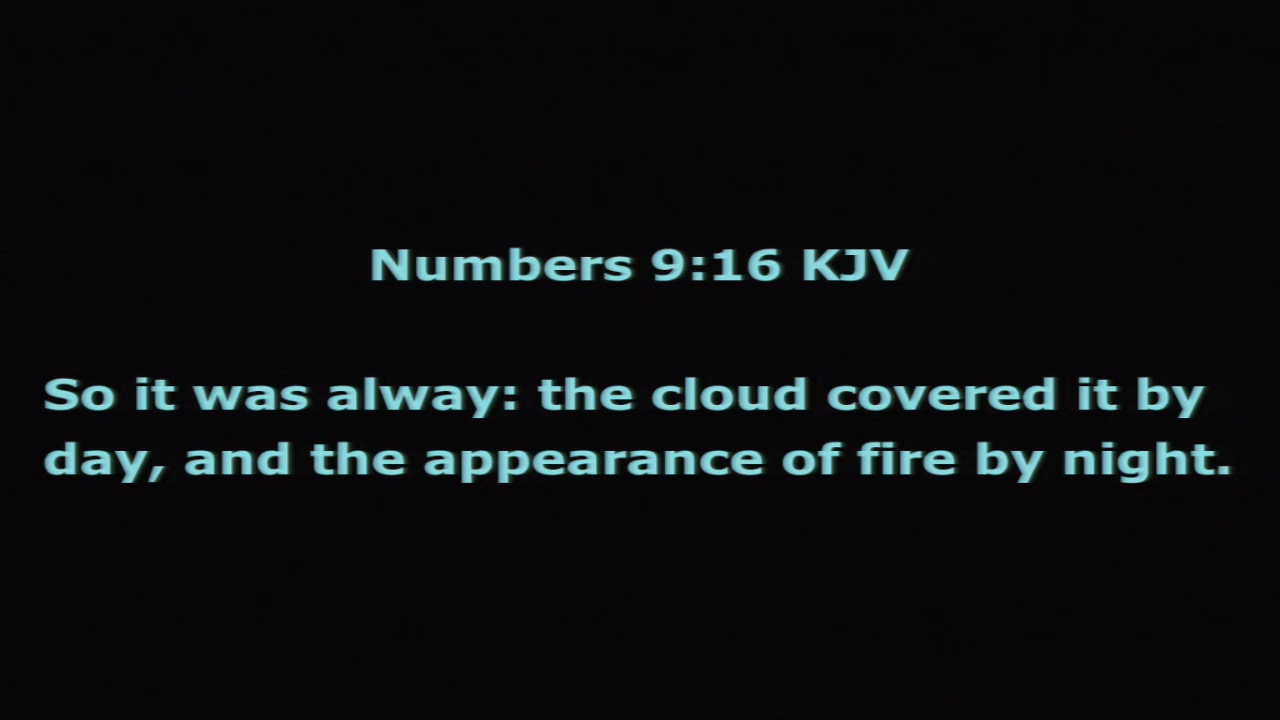 Numbers 9:16 KJV
So it was alway: the cloud covered it by
day, and the appearance of fire by night.